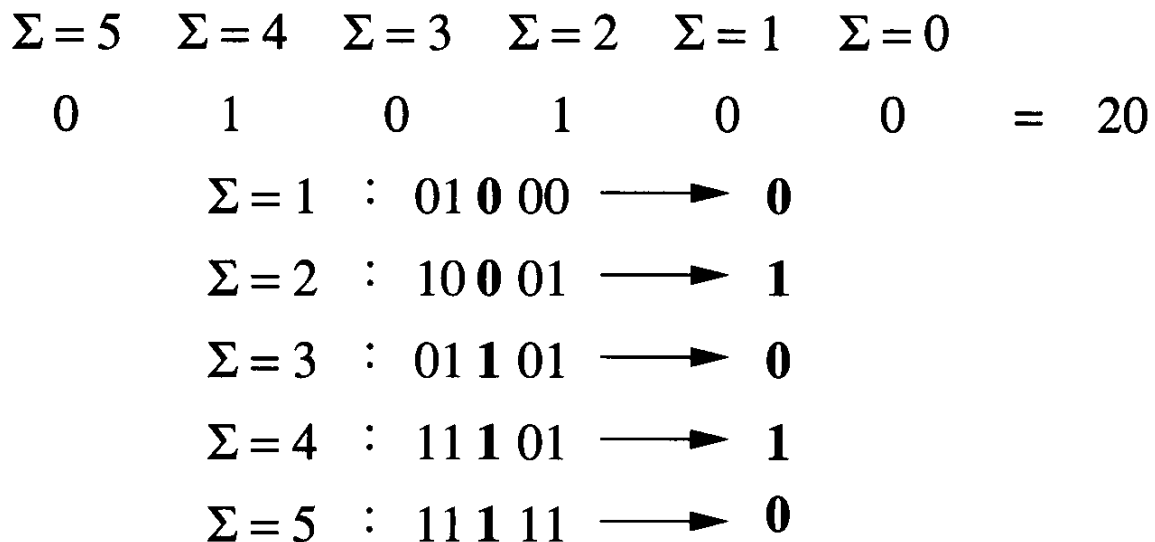 Σ = 5 Σ = 4 Σ = 3 Σ = 2 Σ = 1 Σ = 0
0 1 0 1 0 0 = 20
Σ = 1 : 01 0 00 → 0
Σ = 2 : 10 0 01 → 1
Σ = 3 : 01 1 01 → 0
Σ = 4 : 11 1 01 → 1
Σ = 5 : 11 1 11 → 0